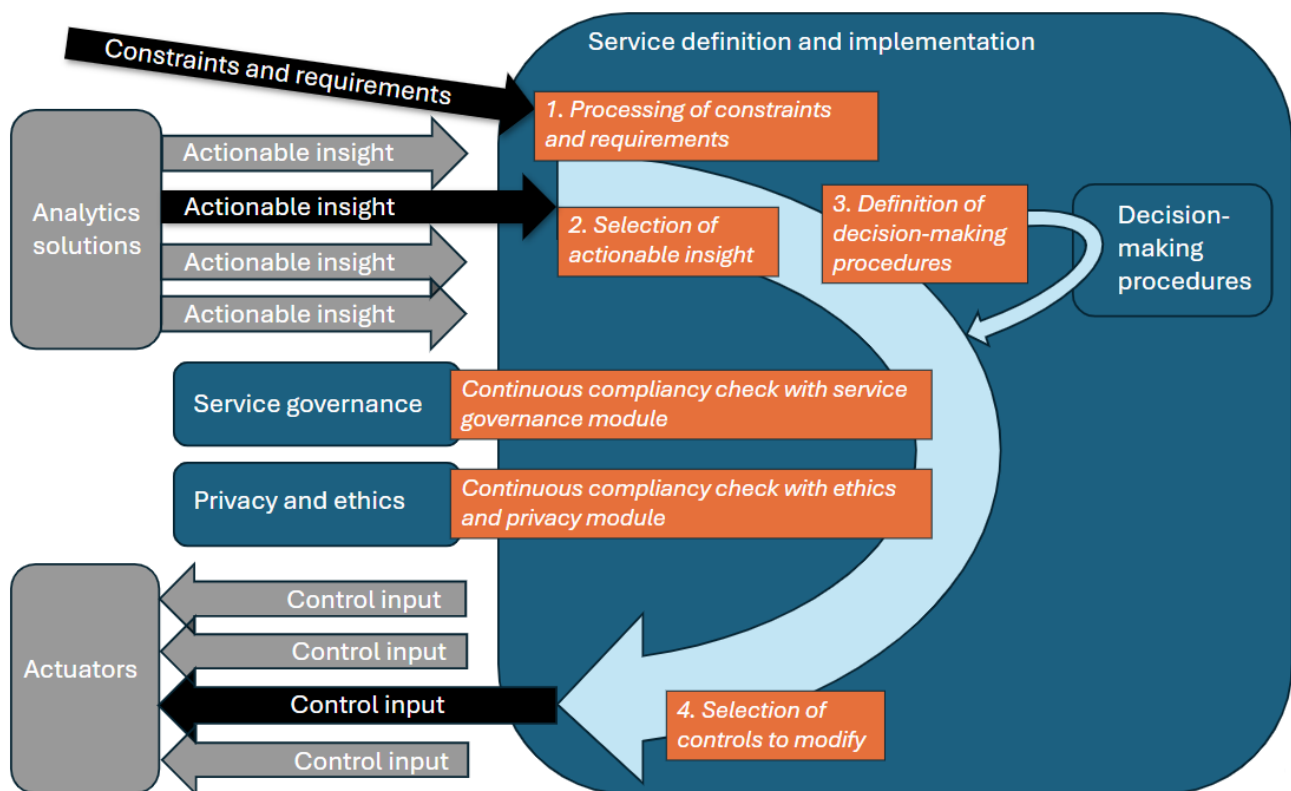 Service definition and implementation
Constraints and requirements
1. Processing of constraints
and requirements
Analytics
solutions
Actionable insight
Actionable insight
Actionable insight
Actionable insight
2. Selection of
actionable insight
3. Definition of
decision-making
procedures
Decision-
making
procedures
Service governance
Continuous compliancy check with service
governance module
Privacy and ethics
Continuous compliancy check with ethics
and privacy module
Actuators
Control input
Control input
Control input
Control input
4. Selection of
controls to modify